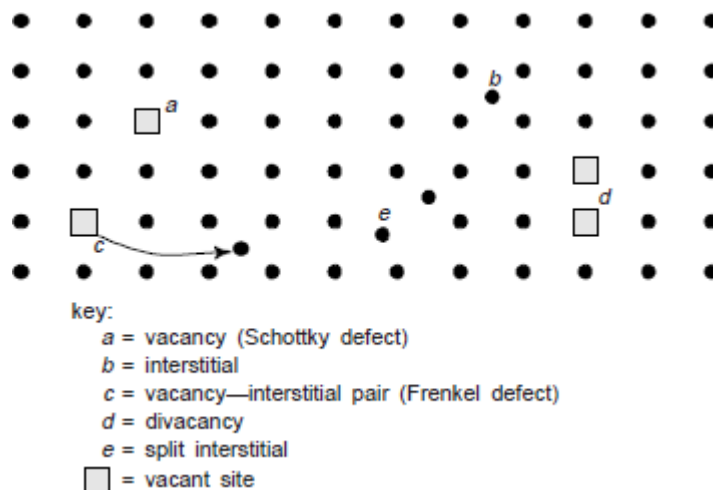 b
a
d
e
c
key:
a = vacancy (Schottky defect)
b = interstitial
c = vacancy—interstitial pair (Frenkel defect)
d = divacancy
e = split interstitial
= vacant site